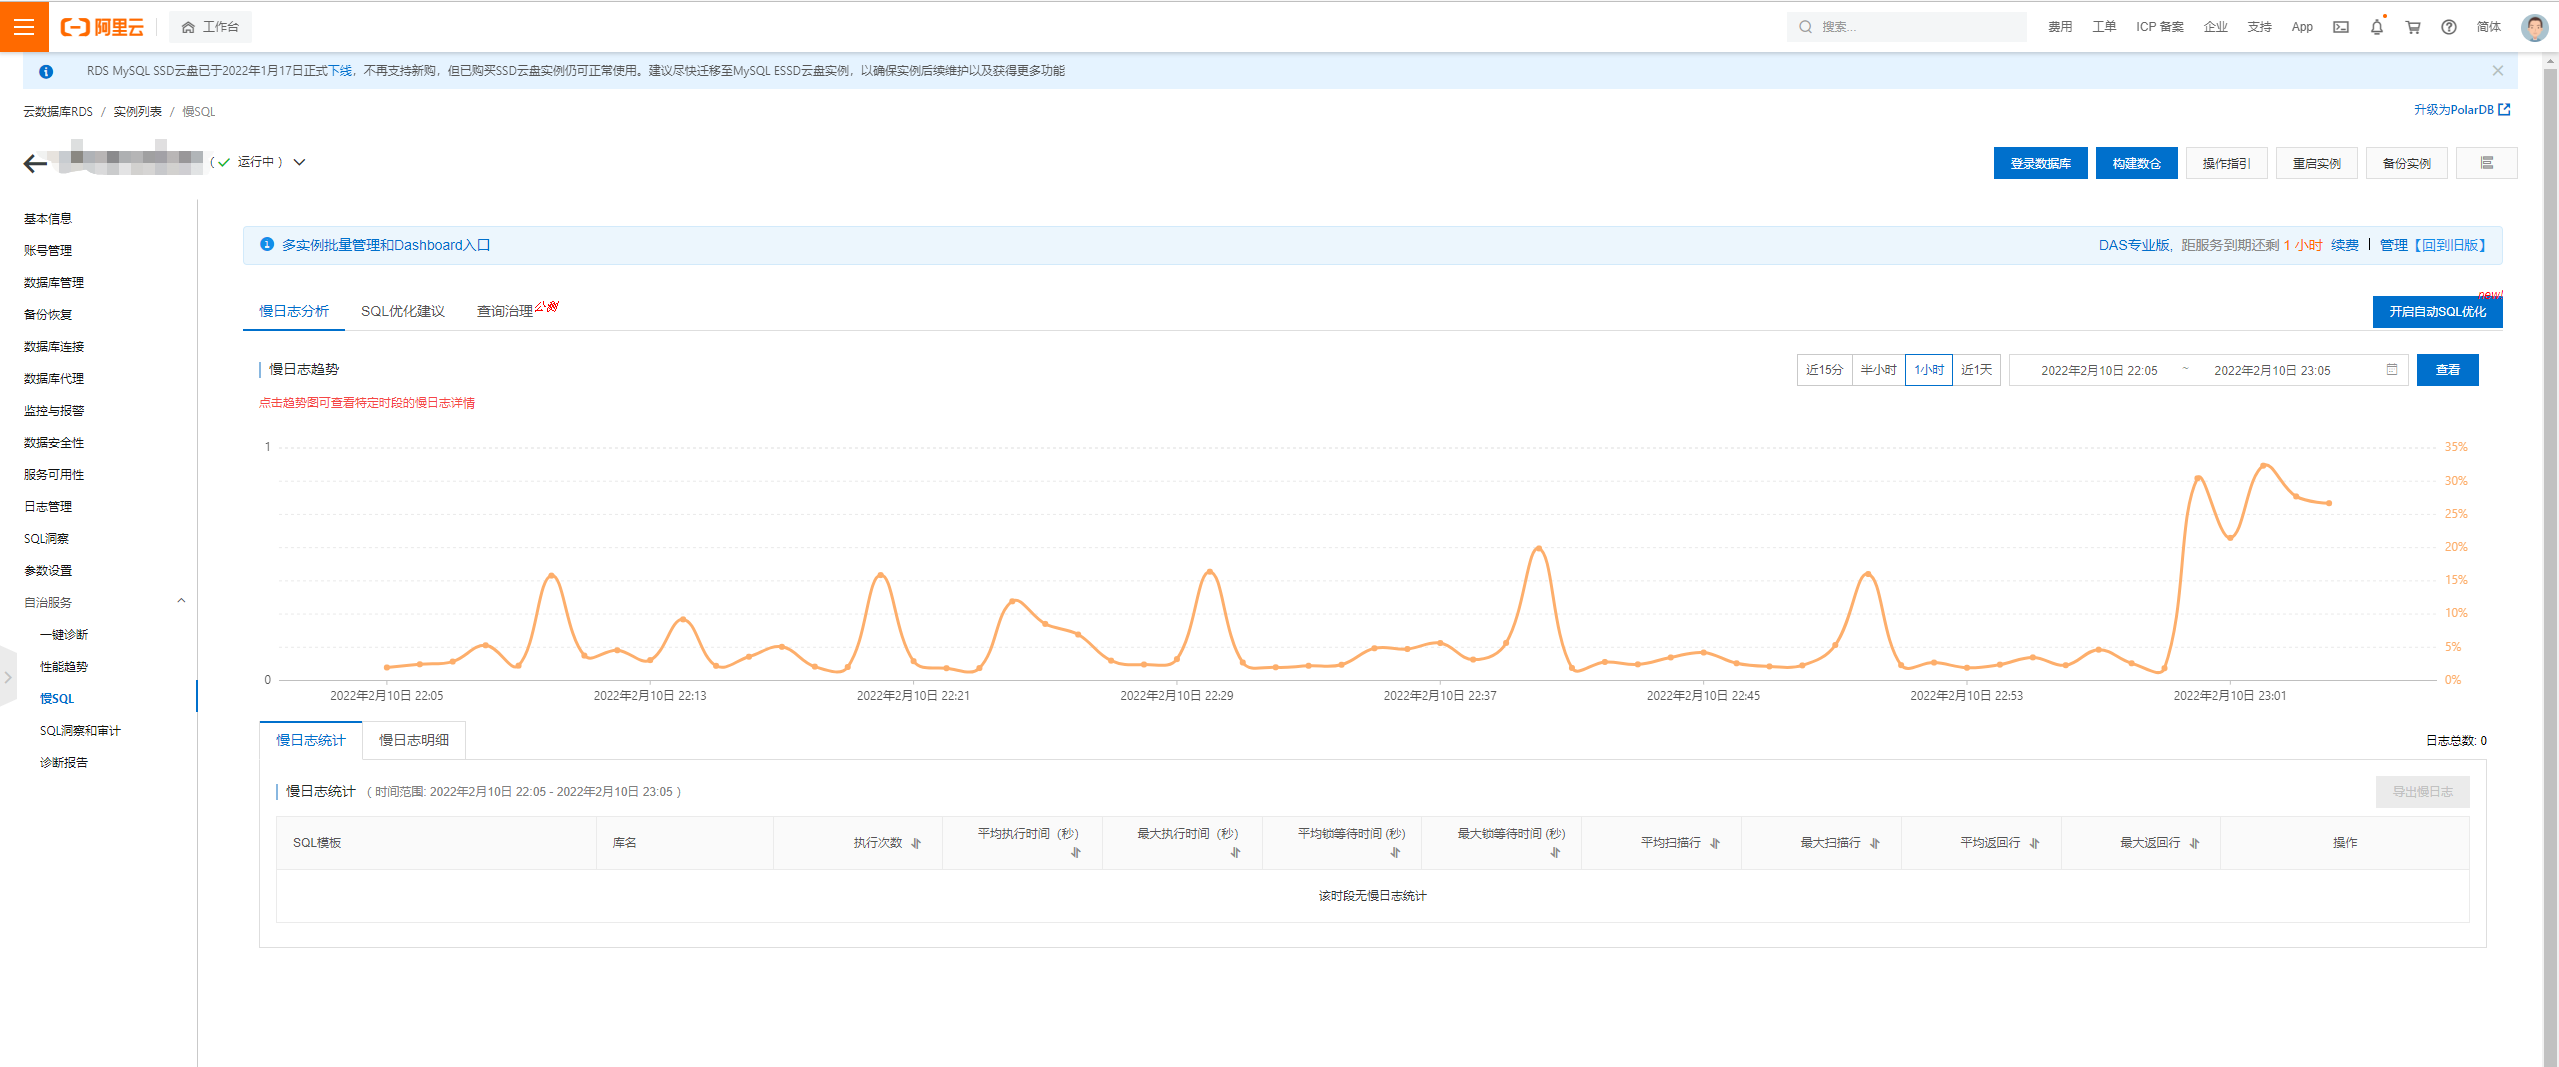 阿里云 工作台 搜索... 费用 工单 ICP 备案 企业 支持 App 简体
RDS MySQL SSD云盘已于2022年1月17日正式下线，不再支持新购，但已购买SSD云盘实例仍可正常使用。建议尽快迁移至MySQL ESSD云盘实例，以确保实例后续维护以及获得更多功能
云数据库RDS / 实例列表 / 慢SQL 升级为PolarDB
( 运行中 ) 登录数据库 构建数仓 操作指引 重启实例 备份实例
基本信息
账号管理
数据库管理
备份恢复
数据库连接
数据库代理
监控与报警
数据安全性
服务可用性
日志管理
SQL洞察
参数设置
自治服务
一键诊断
性能趋势
慢SQL
SQL洞察和审计
诊断报告
多实例批量管理和Dashboard入口 DAS专业版, 距服务到期还剩 1 小时 续费 | 管理【回到旧版】
慢日志分析 SQL优化建议 查询治理 公测 new!
开启自动SQL优化
慢日志趋势 近15分 半小时 1小时 近1天 2022年2月10日 22:05 ~ 2022年2月10日 23:05 查看
点击趋势图可查看特定时段的慢日志详情
1 35%
30%
25%
20%
15%
10%
5%
0 0%
2022年2月10日 22:05 2022年2月10日 22:13 2022年2月10日 22:21 2022年2月10日 22:29 2022年2月10日 22:37 2022年2月10日 22:45 2022年2月10日 22:53 2022年2月10日 23:01
慢日志统计 慢日志明细 日志总数: 0
慢日志统计 ( 时间范围: 2022年2月10日 22:05 - 2022年2月10日 23:05 ) 导出慢日志
SQL模板 库名 执行次数 平均执行时间（秒） 最大执行时间（秒） 平均锁等待时间 (秒) 最大锁等待时间 (秒) 平均扫描行 最大扫描行 平均返回行 最大返回行 操作
该时段无慢日志统计